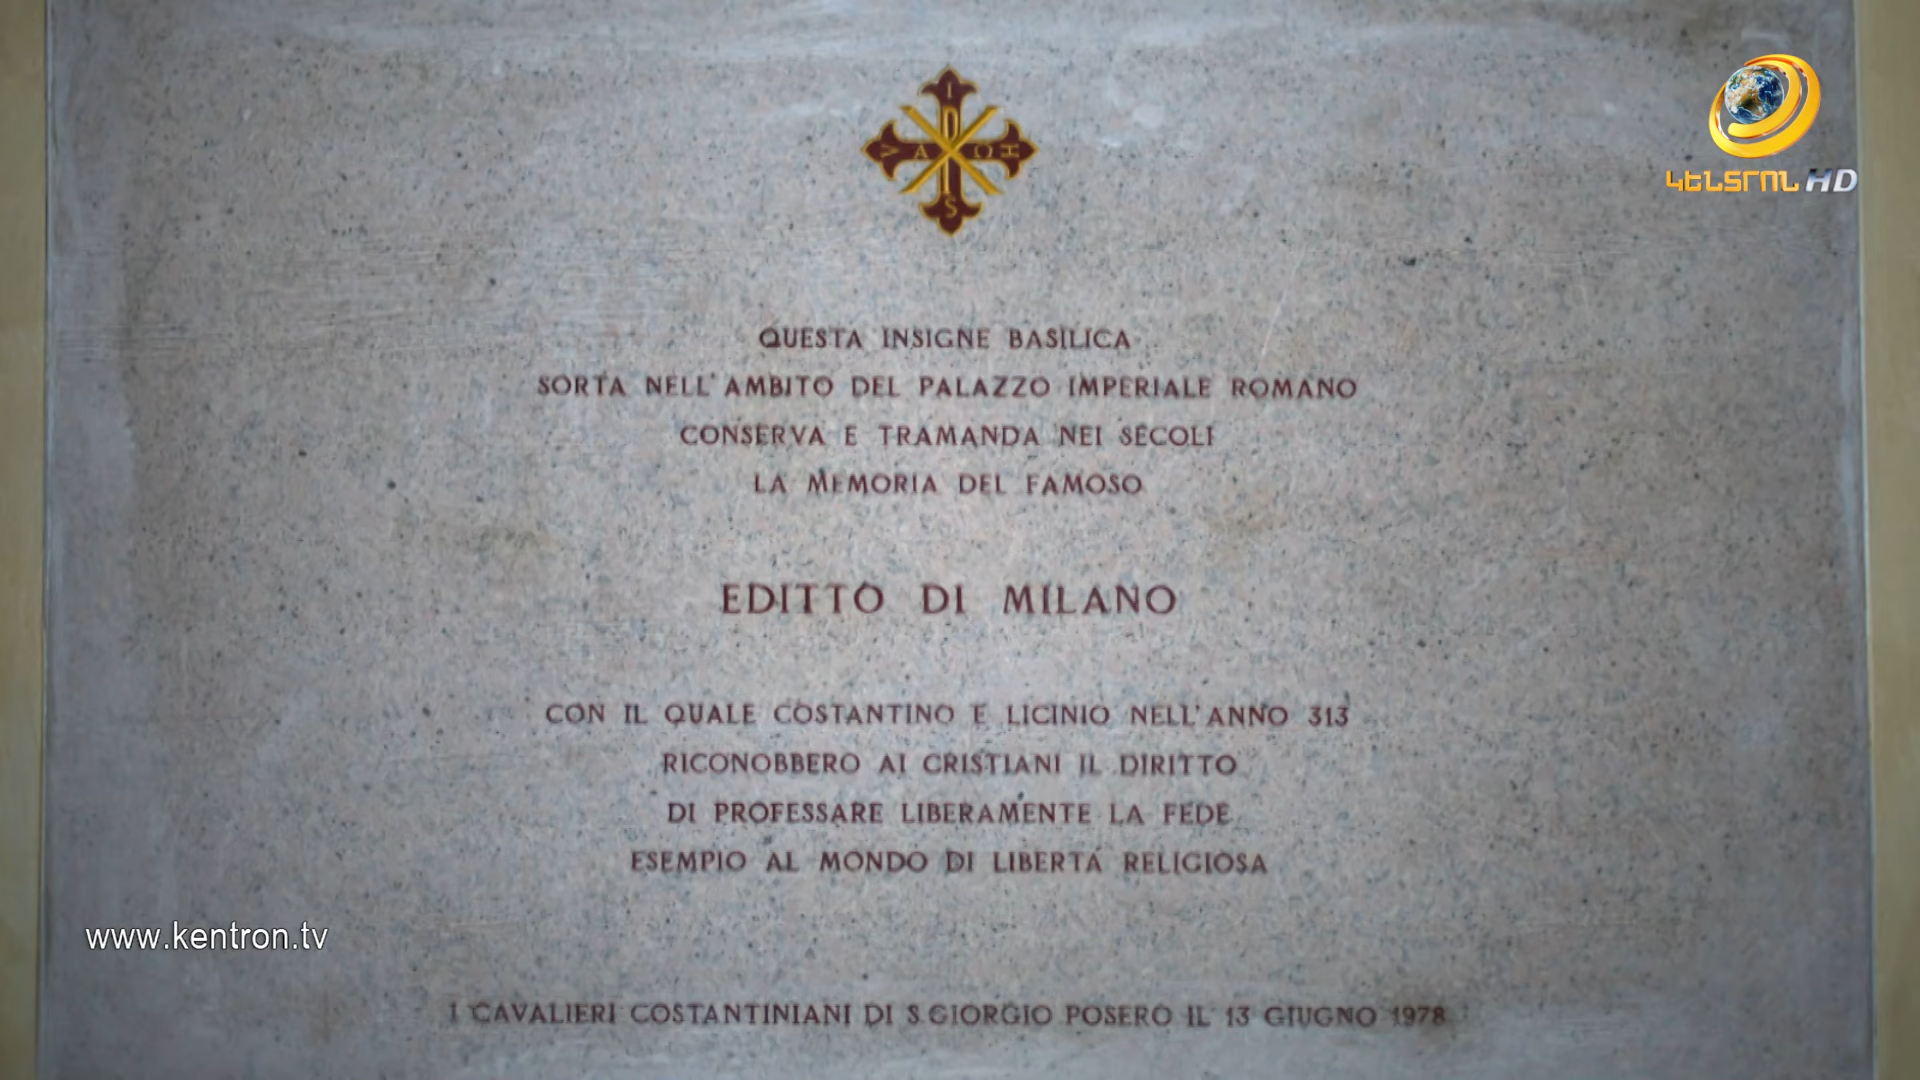 I
D
V A Ω H
I
S
ԿԵՆՏՐՈՆ HD
QUESTA INSIGNE BASILICA
SORTA NELL'AMBITO DEL PALAZZO IMPERIALE ROMANO
CONSERVA E TRAMANDA NEI SECOLI
LA MEMORIA DEL FAMOSO
EDITTO DI MILANO
CON IL QUALE COSTANTINO E LICINIO NELL'ANNO 313
RICONOBBERO AI CRISTIANI IL DIRITTO
DI PROFESSARE LIBERAMENTE LA FEDE
ESEMPIO AL MONDO DI LIBERTÀ RELIGIOSA
www.kentron.tv
I CAVALIERI COSTANTINIANI DI S.GIORGIO POSERO IL 13 GIUGNO 1978